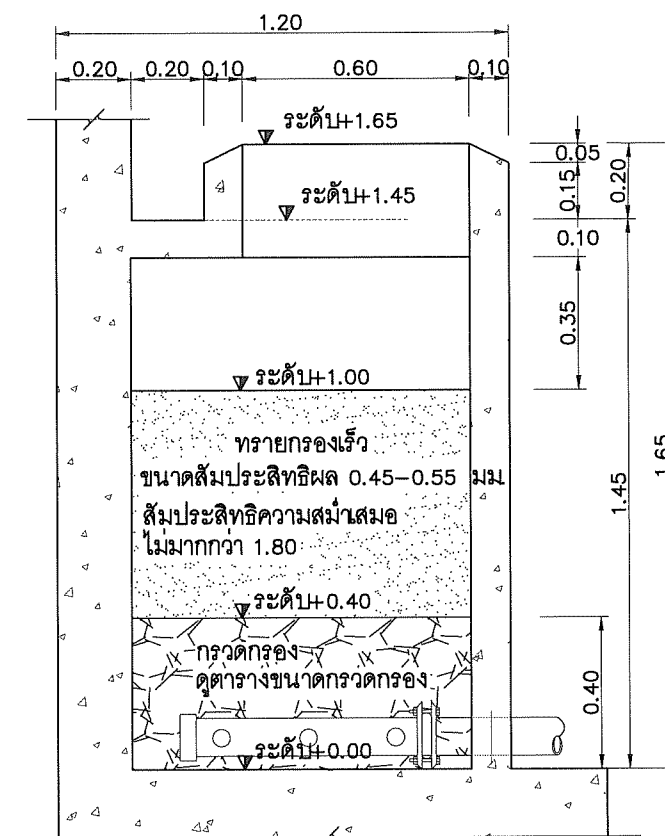 1.20
0.20 0.20 0.10 0.60 0.10
ระดับ+1.65
0.05
0.15
0.20
ระดับ+1.45
0.10
0.35
ระดับ+1.00
ทรายกรองเร็ว
ขนาดสัมประสิทธิผล 0.45-0.55 มม.
สัมประสิทธิความสม่ำเสมอ
ไม่มากกว่า 1.80
1.45
1.65
ระดับ+0.40
กรวดกรอง
ดูตารางขนาดกรวดกรอง
0.40
ระดับ+0.00